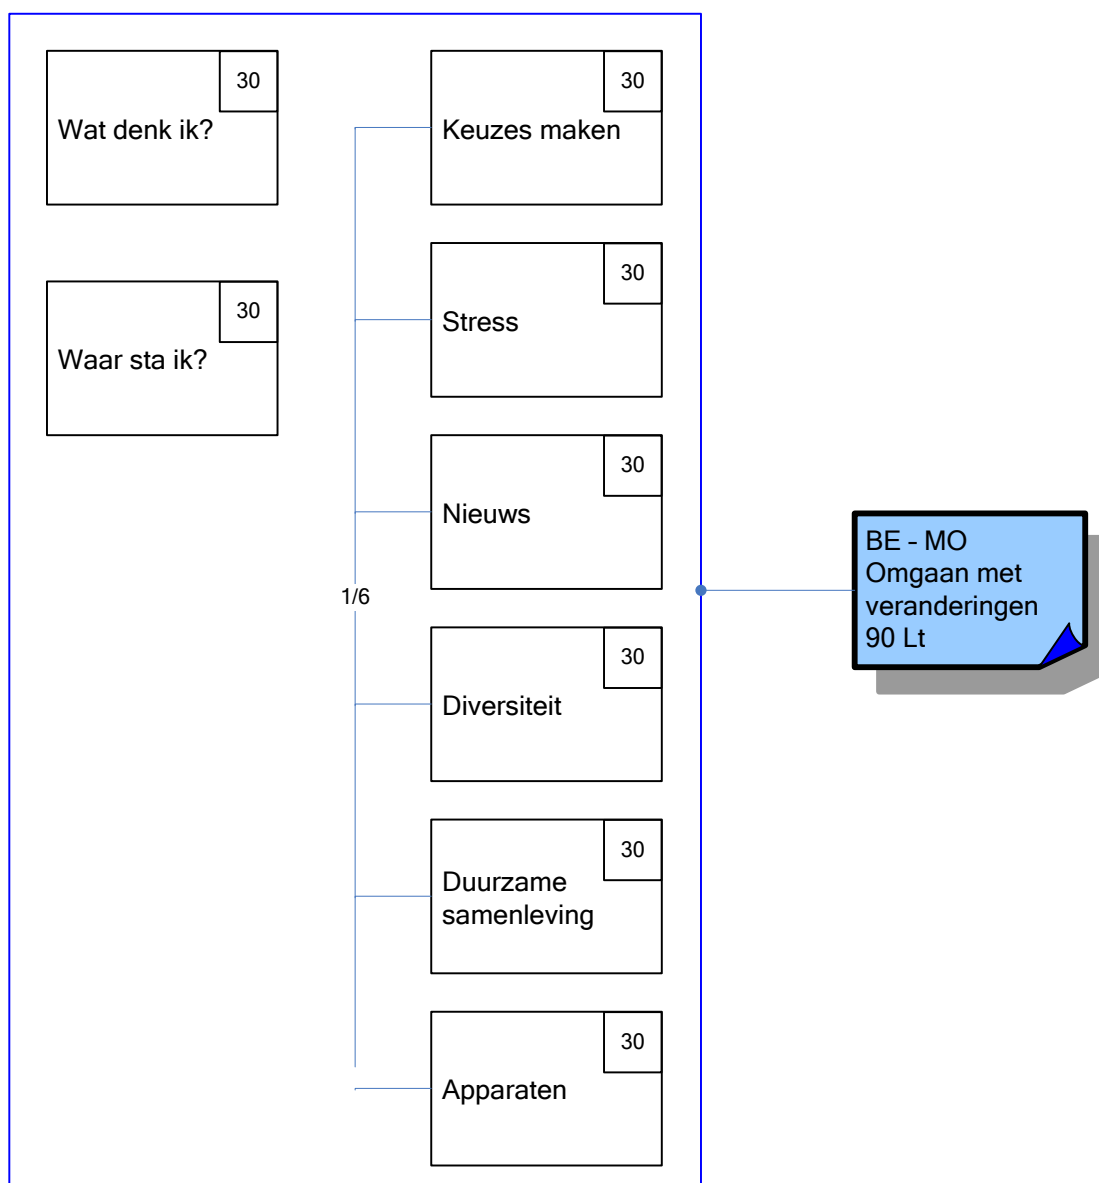 30
Wat denk ik?
30
Waar sta ik?
30
Keuzes maken
30
Stress
30
Nieuws
1/6
30
Diversiteit
30
Duurzame
samenleving
30
Apparaten
BE - MO
Omgaan met
veranderingen
90 Lt